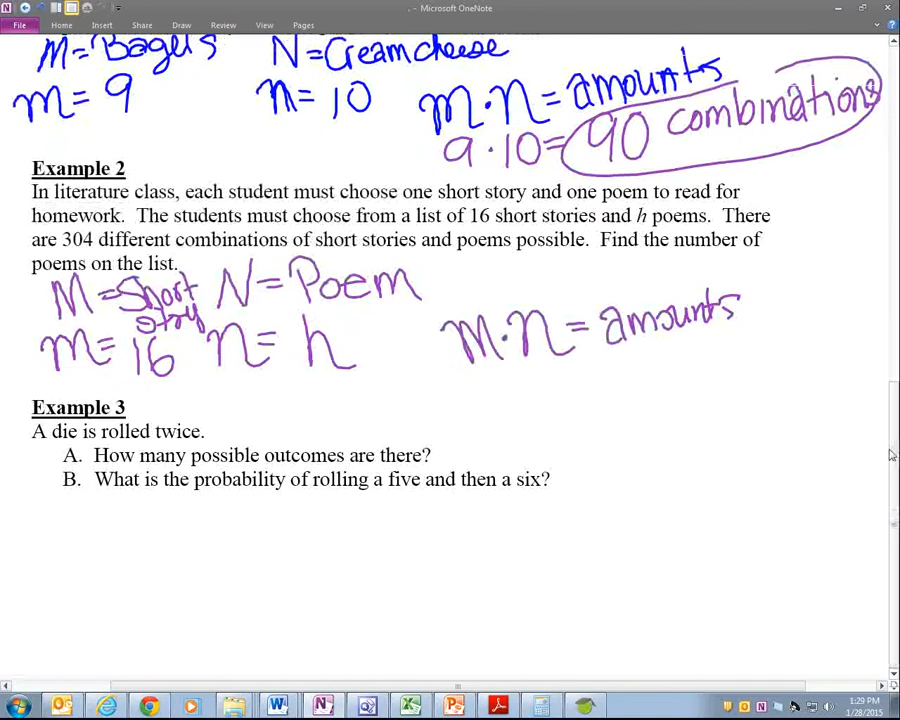 . - Microsoft OneNote
File Home Insert Share Draw Review View Pages
M= Bagels N=Cream cheese
m= 9 n= 10 m·n= amounts
9·10= 90 combinations
Example 2
In literature class, each student must choose one short story and one poem to read for
homework. The students must choose from a list of 16 short stories and h poems. There
are 304 different combinations of short stories and poems possible. Find the number of
poems on the list.
M=Short Story N= Poem
m= 16 n= h m·n= amounts
Example 3
A die is rolled twice.
A. How many possible outcomes are there?
B. What is the probability of rolling a five and then a six?
1:29 PM
1/28/2015